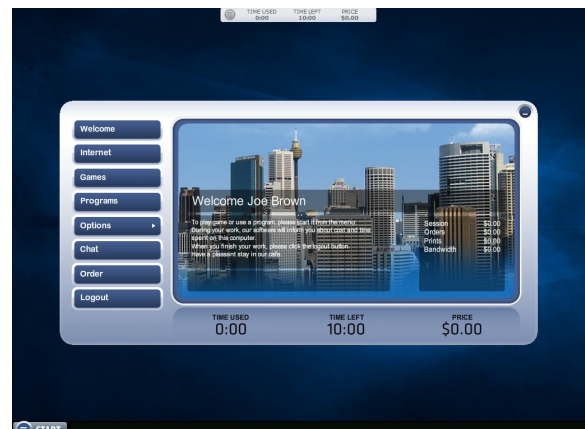 TIME USED TIME LEFT PRICE
0:00 10:00 $0.00
Welcome
Internet
Games
Programs
Options
Chat
Order
Logout
Welcome Joe Brown
To play game or use a program, please start it from the menu.
During your work, our software will inform you about cost and time
spent on this computer.
When you finish your work, please click the logout button.
Have a pleasant stay in our cafe.
Session $0.00
Orders $0.00
Prints $0.00
Bandwidth $0.00
TIME USED TIME LEFT PRICE
0:00 10:00 $0.00
START